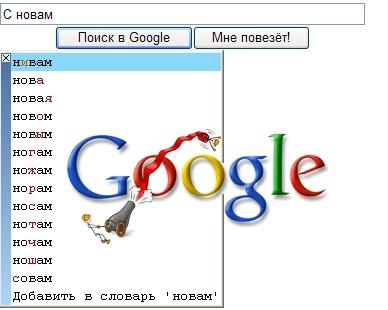 С новам
Поиск в Google
Мне повезёт!
нивам
нова
новая
новом
новым
ногам
ножам
норам
носам
нотам
ночам
ношам
совам
Добавить в словарь 'новам'
Google